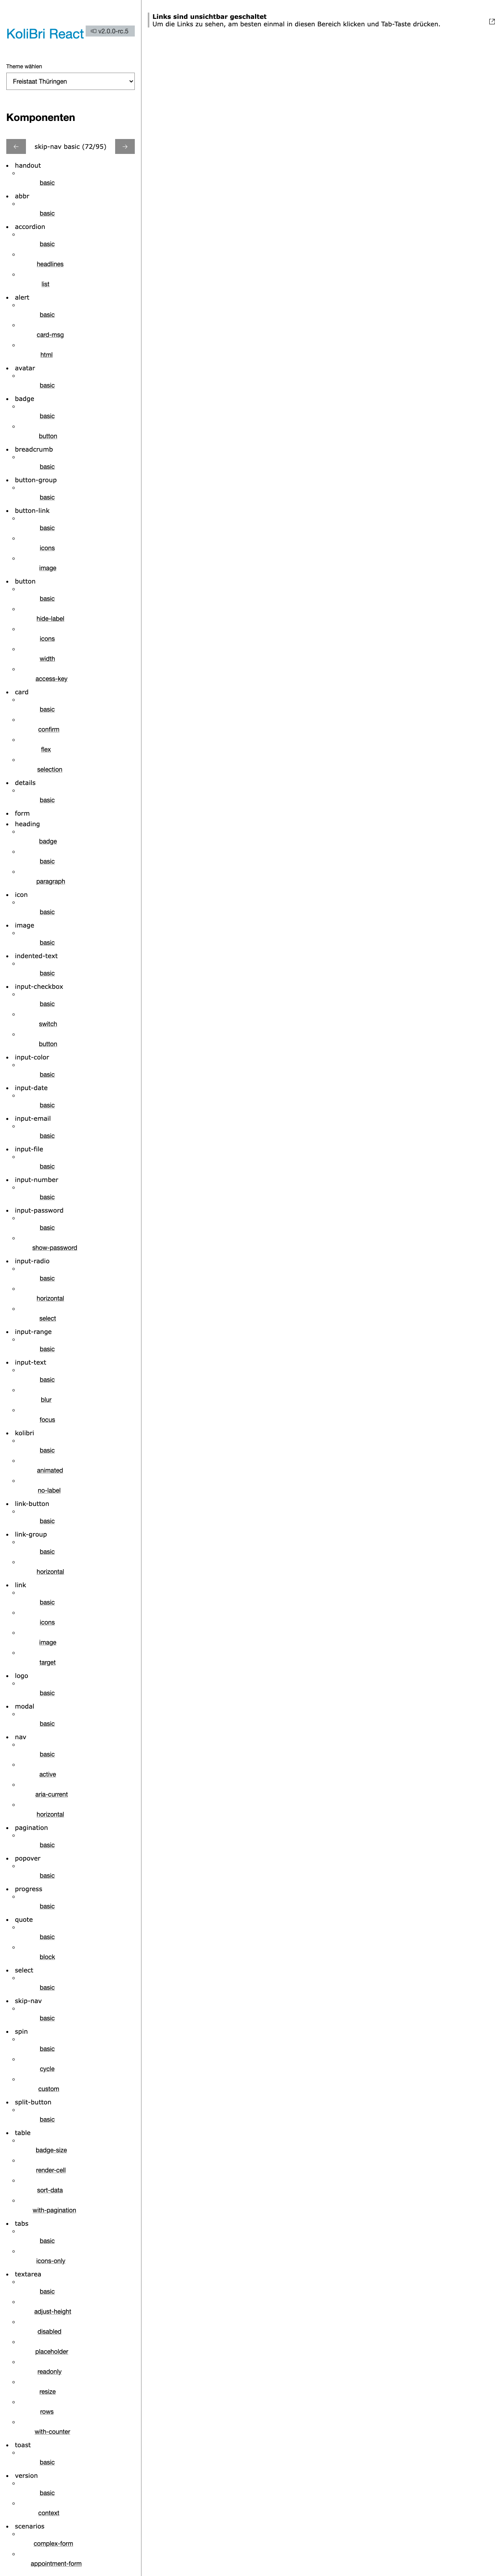 KoliBri React
v2.0.0-rc.5
Theme wählen
Freistaat Thüringen
Komponenten
skip-nav basic (72/95)
handout
basic
abbr
basic
accordion
basic
headlines
list
alert
basic
card-msg
html
avatar
basic
badge
basic
button
breadcrumb
basic
button-group
basic
button-link
basic
icons
image
button
basic
hide-label
icons
width
access-key
card
basic
confirm
flex
selection
details
basic
form
heading
badge
basic
paragraph
icon
basic
image
basic
indented-text
basic
input-checkbox
basic
switch
button
input-color
basic
input-date
basic
input-email
basic
input-file
basic
input-number
basic
input-password
basic
show-password
input-radio
basic
horizontal
select
input-range
basic
input-text
basic
blur
focus
kolibri
basic
animated
no-label
link-button
basic
link-group
basic
horizontal
link
basic
icons
image
target
logo
basic
modal
basic
nav
basic
active
aria-current
horizontal
pagination
basic
popover
basic
progress
basic
quote
basic
block
select
basic
skip-nav
basic
spin
basic
cycle
custom
split-button
basic
table
badge-size
render-cell
sort-data
with-pagination
tabs
basic
icons-only
textarea
basic
adjust-height
disabled
placeholder
readonly
resize
rows
with-counter
toast
basic
version
basic
context
scenarios
complex-form
appointment-form
Links sind unsichtbar geschaltet
Um die Links zu sehen, am besten einmal in diesen Bereich klicken und Tab-Taste drücken.